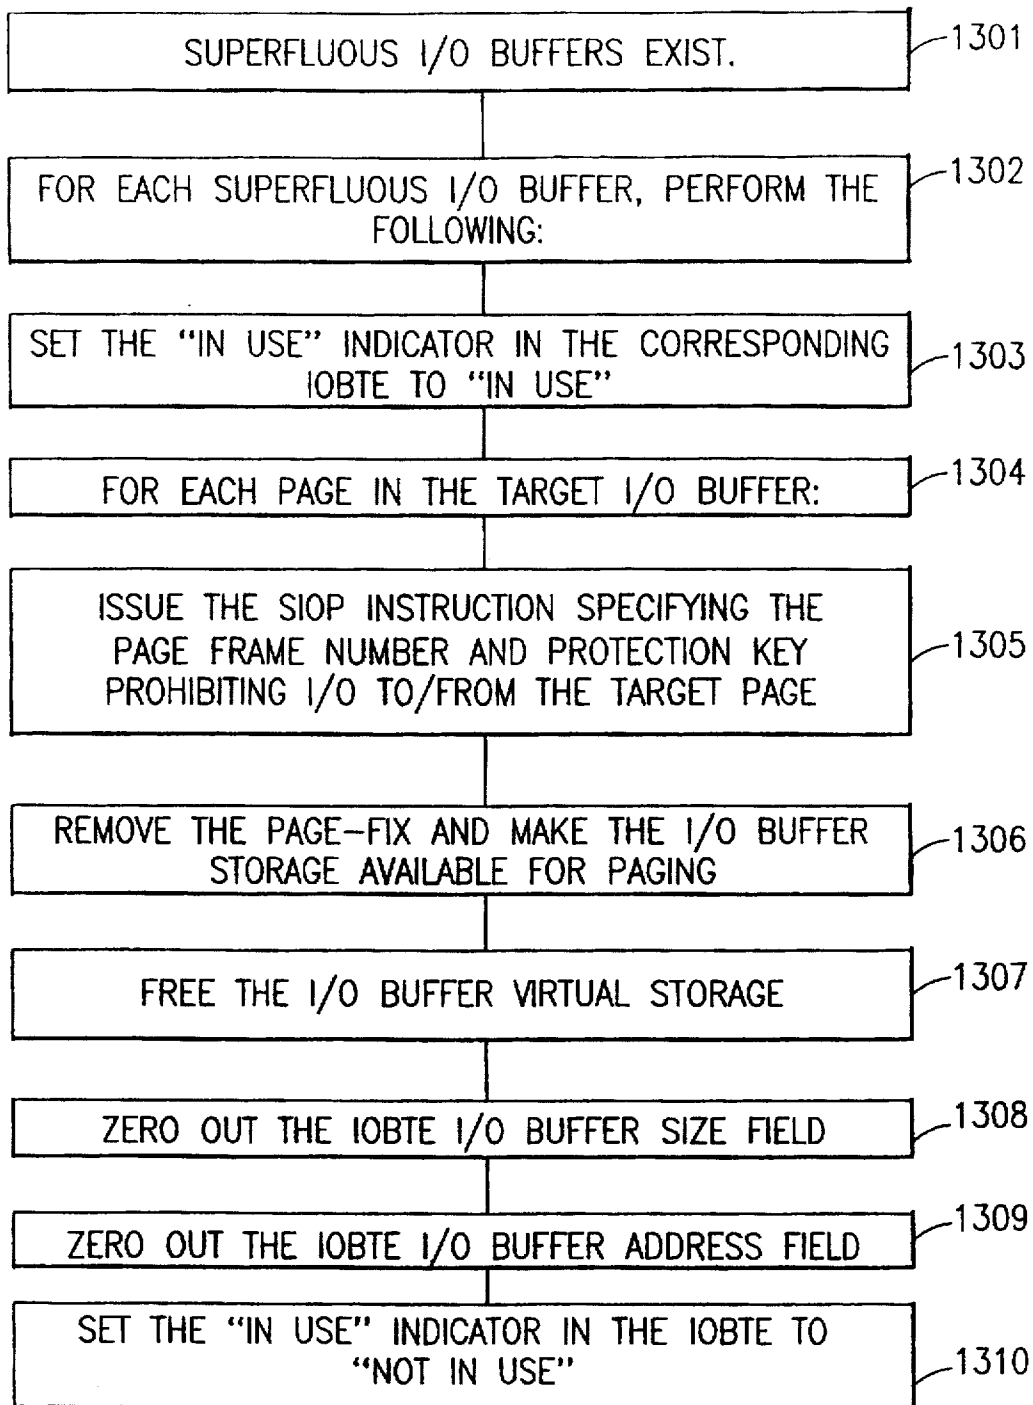 SUPERFLUOUS I/O BUFFERS EXIST.
1301
FOR EACH SUPERFLUOUS I/O BUFFER, PERFORM THE
FOLLOWING:
1302
SET THE “IN USE” INDICATOR IN THE CORRESPONDING
IOBTE TO “IN USE”
1303
FOR EACH PAGE IN THE TARGET I/O BUFFER:
1304
ISSUE THE SIOP INSTRUCTION SPECIFYING THE
PAGE FRAME NUMBER AND PROTECTION KEY
PROHIBITING I/O TO/FROM THE TARGET PAGE
1305
REMOVE THE PAGE-FIX AND MAKE THE I/O BUFFER
STORAGE AVAILABLE FOR PAGING
1306
FREE THE I/O BUFFER VIRTUAL STORAGE
1307
ZERO OUT THE IOBTE I/O BUFFER SIZE FIELD
1308
ZERO OUT THE IOBTE I/O BUFFER ADDRESS FIELD
1309
SET THE “IN USE” INDICATOR IN THE IOBTE TO
“NOT IN USE”
1310